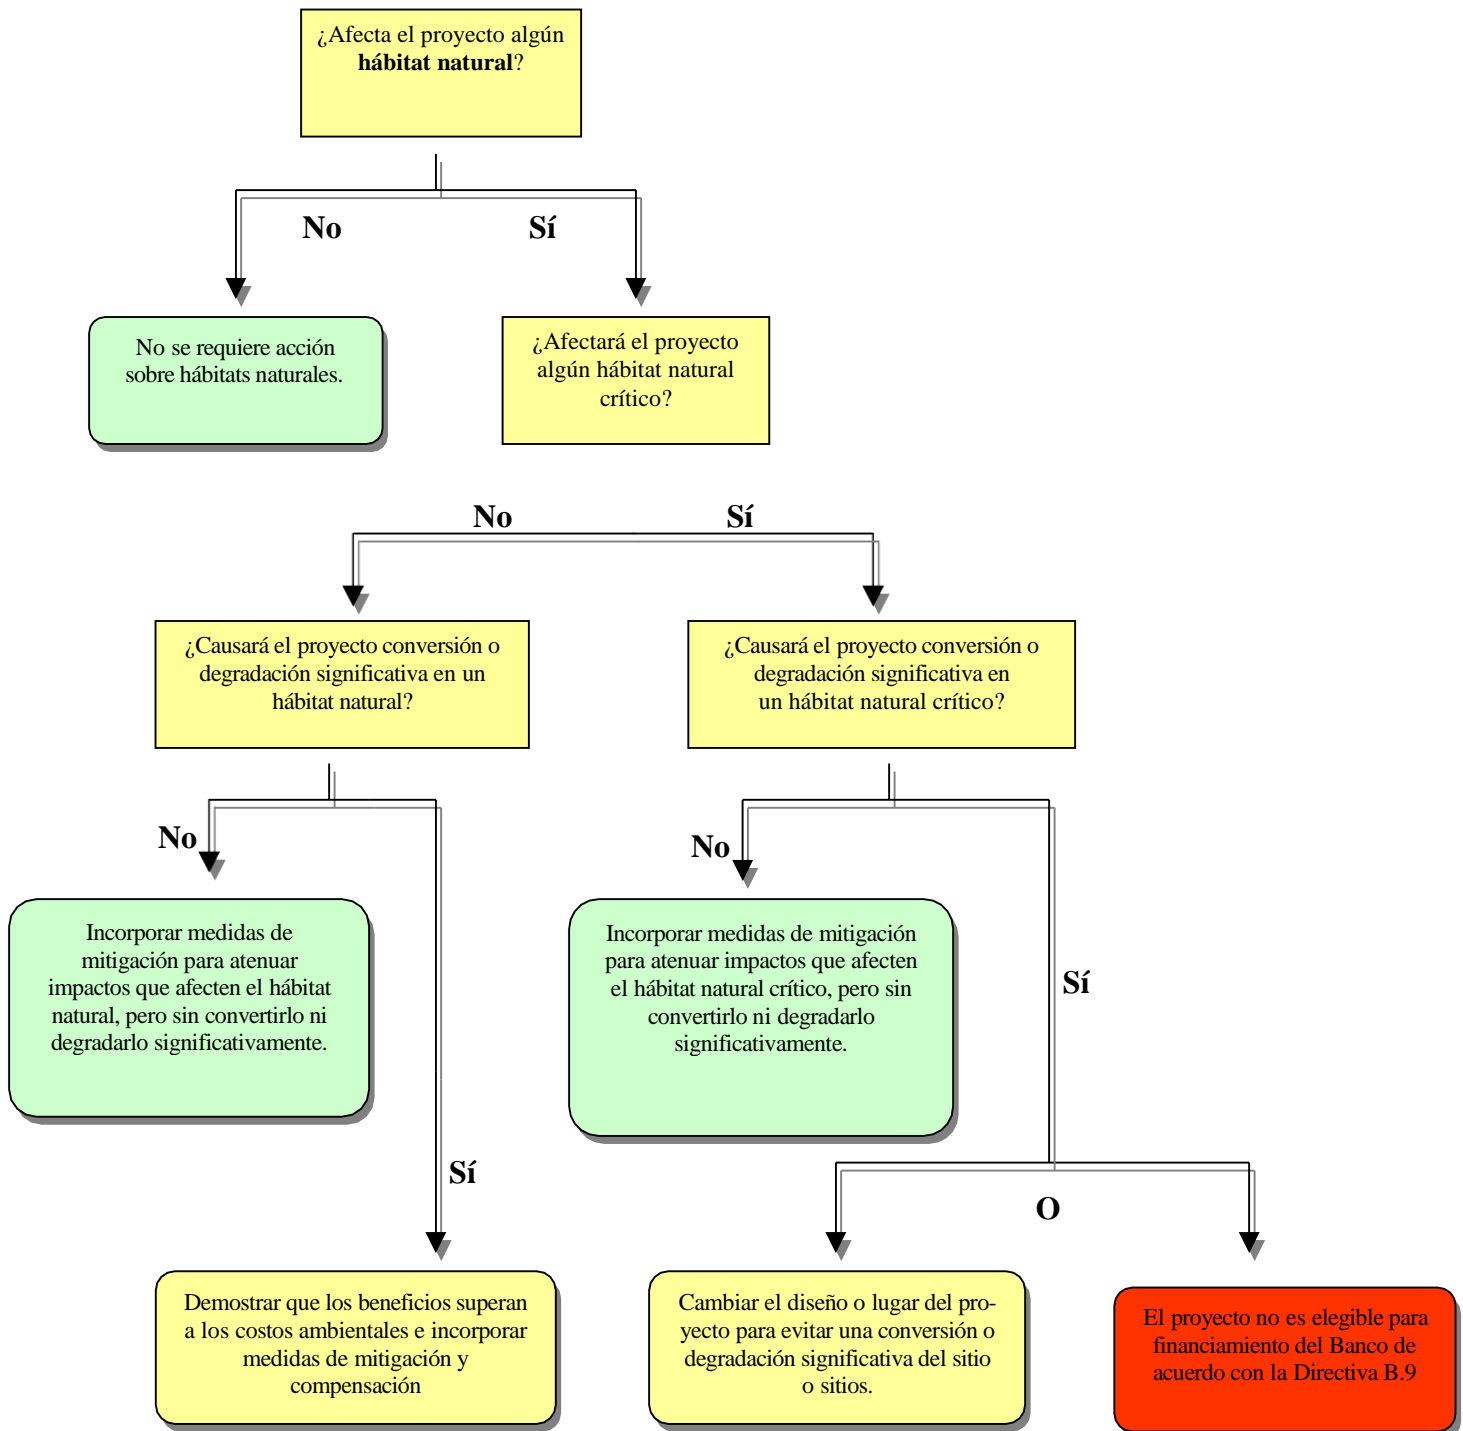 ¿Afecta el proyecto algún
hábitat natural?
No
Sí
No se requiere acción
sobre hábitats naturales.
¿Afectará el proyecto
algún hábitat natural
crítico?
No
Sí
¿Causará el proyecto conversión o
degradación significativa en un
hábitat natural?
¿Causará el proyecto conversión o
degradación significativa en
un hábitat natural crítico?
No
No
Incorporar medidas de
mitigación para atenuar
impactos que afecten el hábitat
natural, pero sin convertirlo ni
degradarlo significativamente.
Incorporar medidas de mitigación
para atenuar impactos que afecten
el hábitat natural crítico, pero sin
convertirlo ni degradarlo
significativamente.
Sí
Sí
O
Demostrar que los beneficios superan
a los costos ambientales e incorporar
medidas de mitigación y
compensación
Cambiar el diseño o lugar del pro-
yecto para evitar una conversión o
degradación significativa del sitio
o sitios.
El proyecto no es elegible para
financiamiento del Banco de
acuerdo con la Directiva B.9